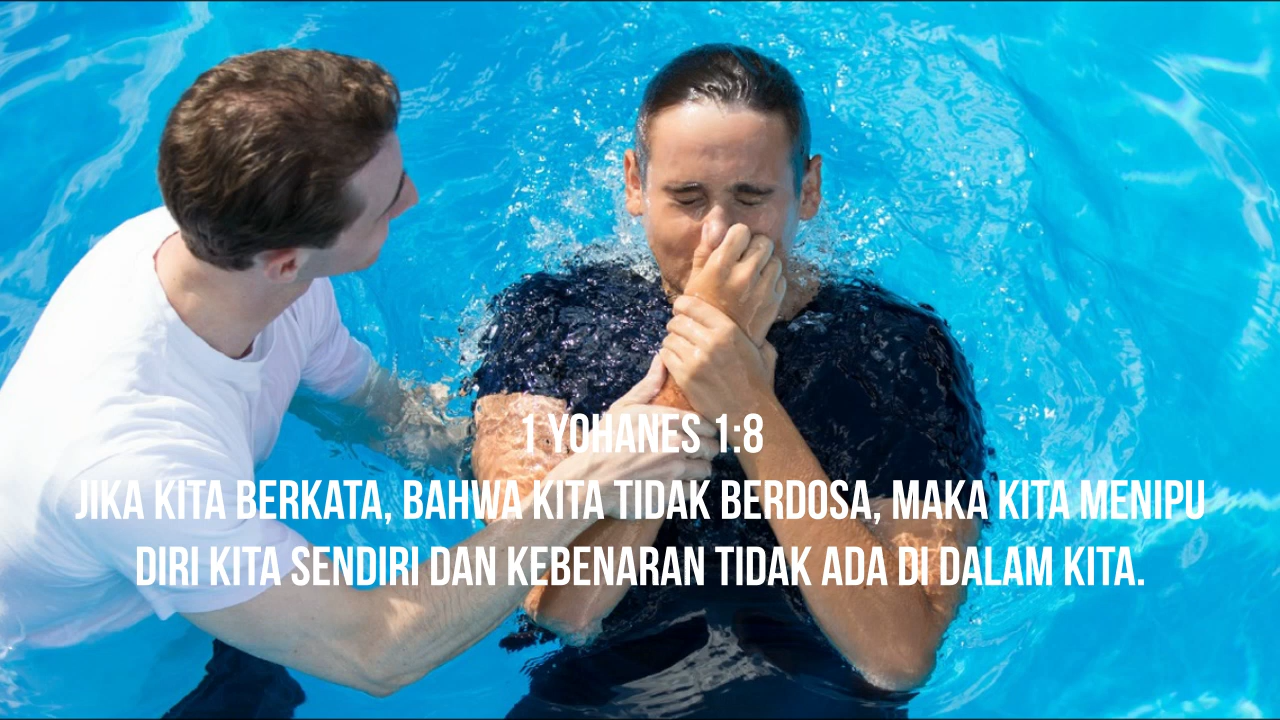 1 YOHANES 1:8
JIKA KITA BERKATA, BAHWA KITA TIDAK BERDOSA, MAKA KITA MENIPU
DIRI KITA SENDIRI DAN KEBENARAN TIDAK ADA DI DALAM KITA.